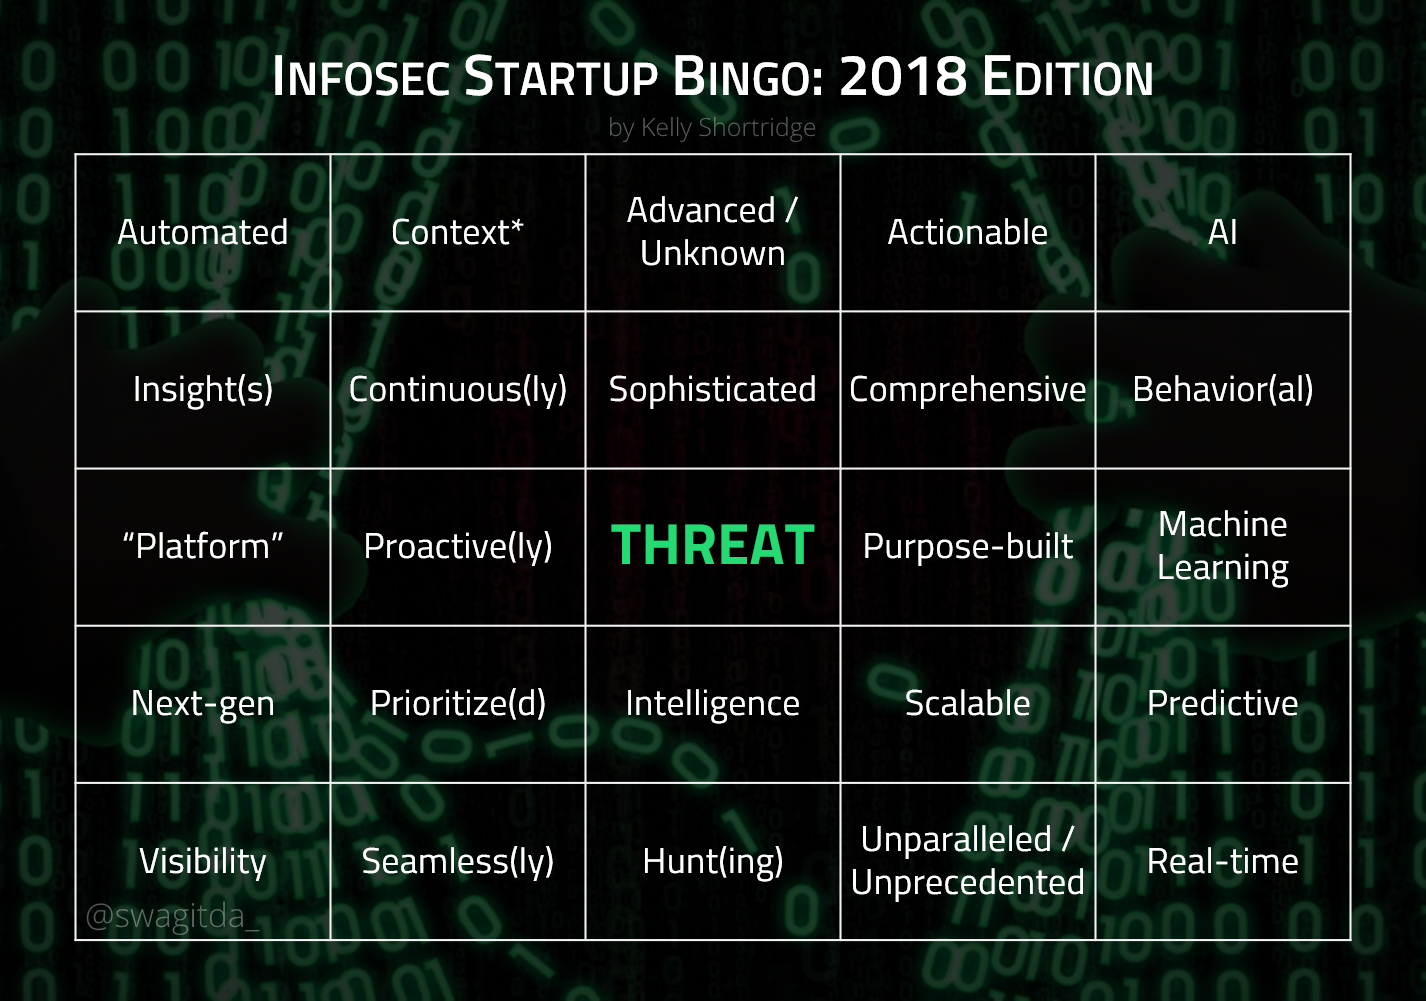 INFOSEC STARTUP BINGO: 2018 EDITION
by Kelly Shortridge
Automated
Context*
Advanced /
Unknown
Actionable
AI
Insight(s)
Continuous(ly)
Sophisticated
Comprehensive
Behavior(al)
“Platform”
Proactive(ly)
THREAT
Purpose-built
Machine
Learning
Next-gen
Prioritize(d)
Intelligence
Scalable
Predictive
Visibility
Seamless(ly)
Hunt(ing)
Unparalleled /
Unprecedented
Real-time
@swagitda_